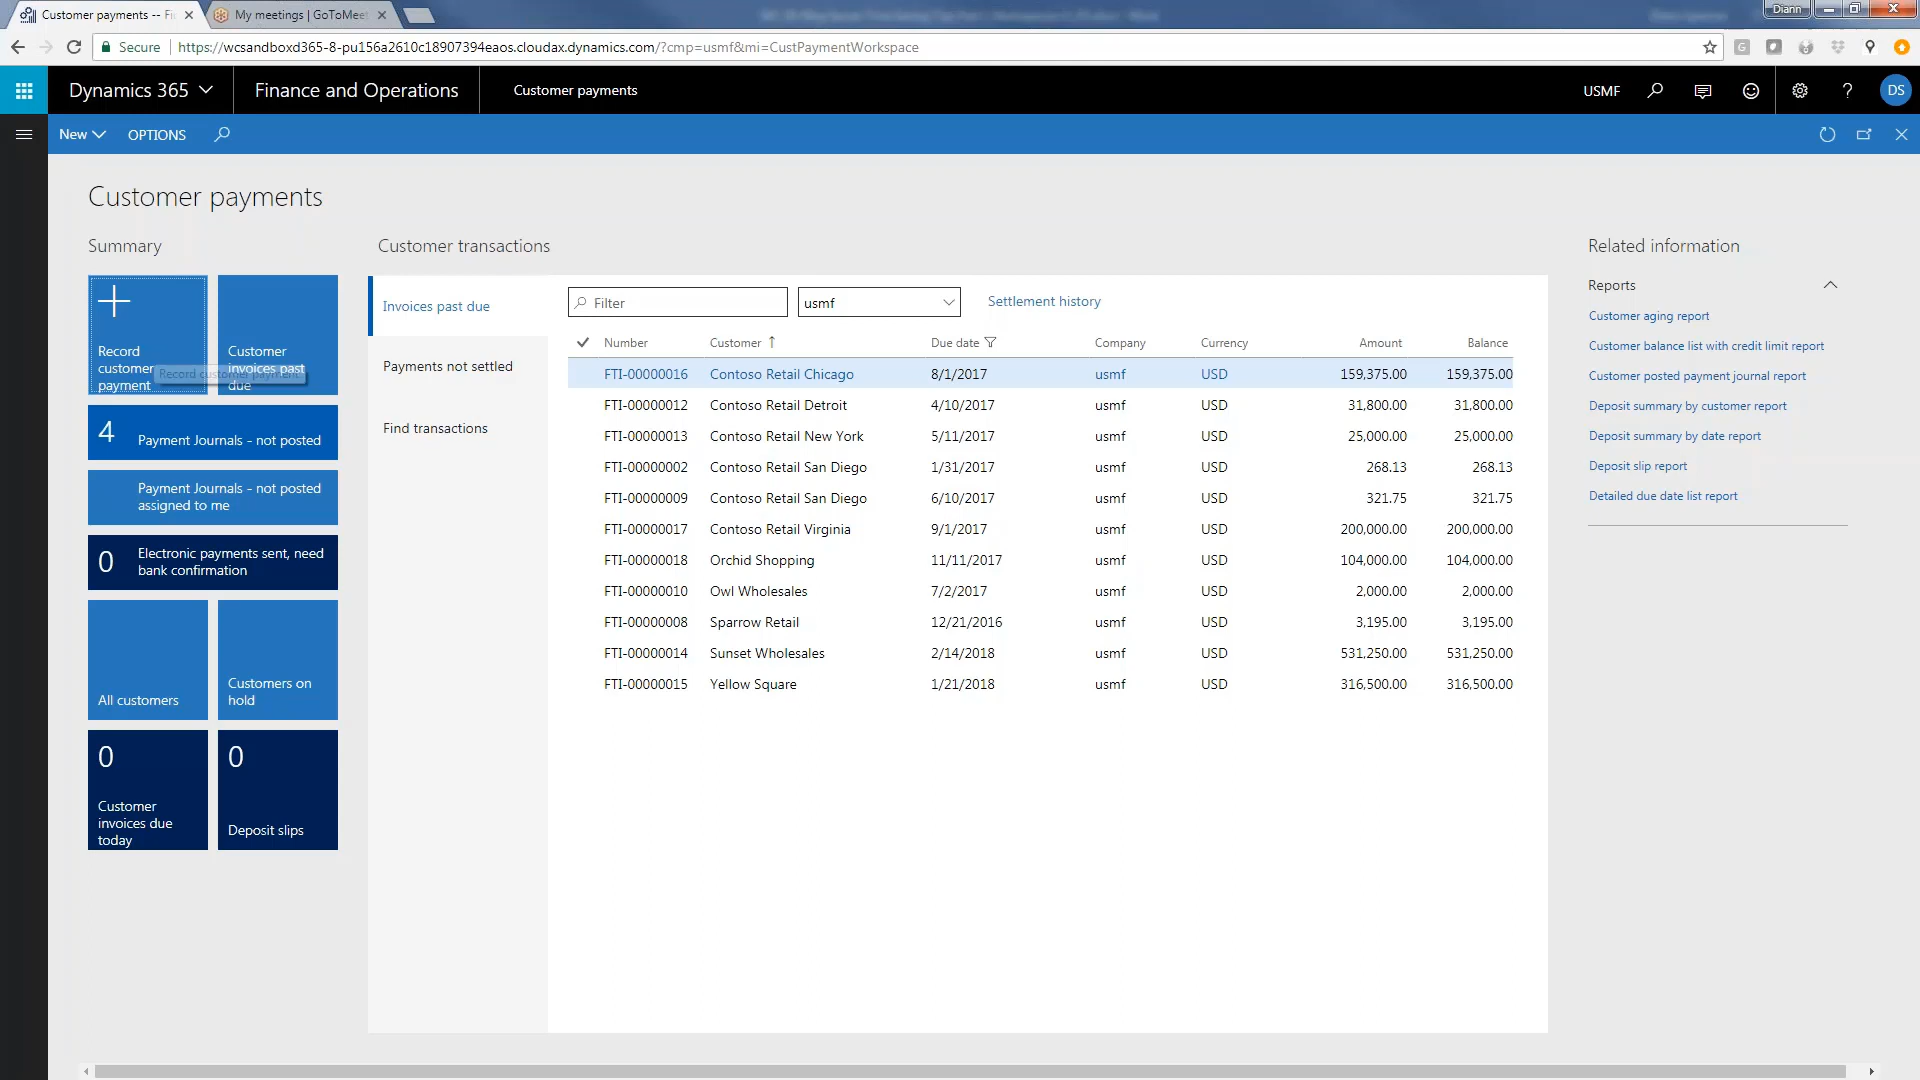 Customer payments -- Fi
My meetings | GoToMeet
Diann
Secure
https://wcsandboxd365-8-pu156a2610c18907394eaos.cloudax.dynamics.com/?cmp=usmf&mi=CustPaymentWorkspace
Dynamics 365
Finance and Operations
Customer payments
USMF
?
DS
New
OPTIONS
Customer payments
Summary
Record
customer
payment
Record customer payment
Customer
invoices past
due
4
Payment Journals - not posted
Payment Journals - not posted
assigned to me
0
Electronic payments sent, need
bank confirmation
All customers
Customers on
hold
0
Customer
invoices due
today
0
Deposit slips
Customer transactions
Invoices past due
Payments not settled
Find transactions
Filter
usmf
Settlement history
Number Customer Due date Company Currency Amount Balance
FTI-00000016 Contoso Retail Chicago 8/1/2017 usmf USD 159,375.00 159,375.00
FTI-00000012 Contoso Retail Detroit 4/10/2017 usmf USD 31,800.00 31,800.00
FTI-00000013 Contoso Retail New York 5/11/2017 usmf USD 25,000.00 25,000.00
FTI-00000002 Contoso Retail San Diego 1/31/2017 usmf USD 268.13 268.13
FTI-00000009 Contoso Retail San Diego 6/10/2017 usmf USD 321.75 321.75
FTI-00000017 Contoso Retail Virginia 9/1/2017 usmf USD 200,000.00 200,000.00
FTI-00000018 Orchid Shopping 11/11/2017 usmf USD 104,000.00 104,000.00
FTI-00000010 Owl Wholesales 7/2/2017 usmf USD 2,000.00 2,000.00
FTI-00000008 Sparrow Retail 12/21/2016 usmf USD 3,195.00 3,195.00
FTI-00000014 Sunset Wholesales 2/14/2018 usmf USD 531,250.00 531,250.00
FTI-00000015 Yellow Square 1/21/2018 usmf USD 316,500.00 316,500.00
Related information
Reports
Customer aging report
Customer balance list with credit limit report
Customer posted payment journal report
Deposit summary by customer report
Deposit summary by date report
Deposit slip report
Detailed due date list report